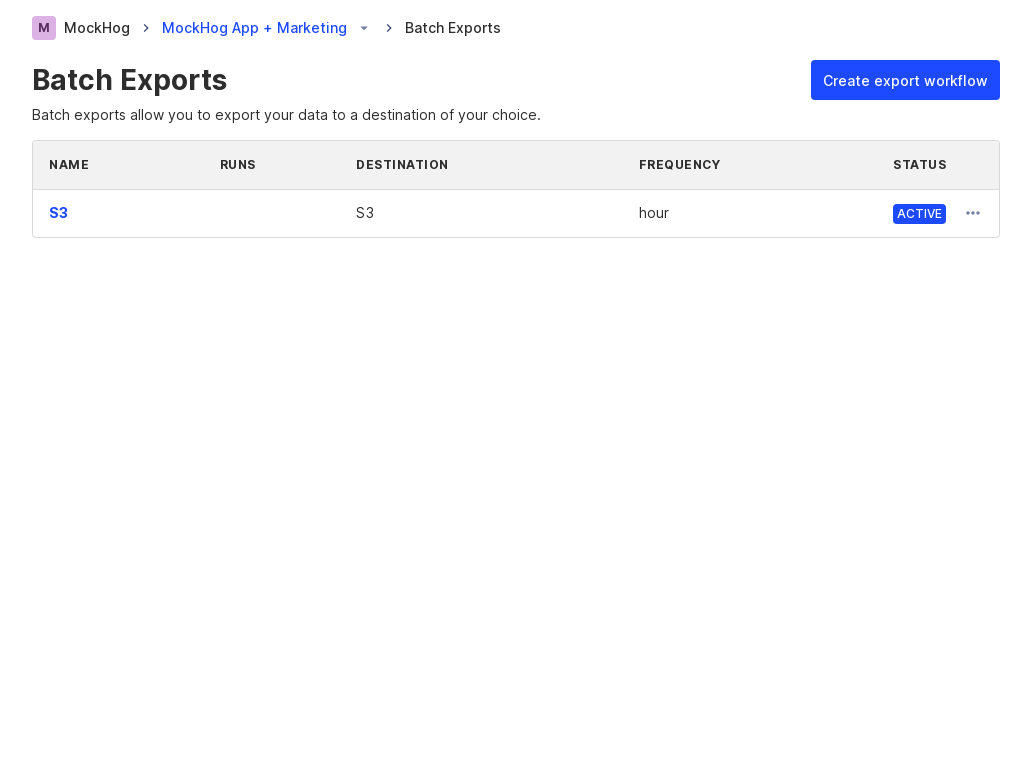 M MockHog MockHog App + Marketing Batch Exports
Batch Exports
Create export workflow
Batch exports allow you to export your data to a destination of your choice.
NAME RUNS DESTINATION FREQUENCY STATUS
S3 S3 hour ACTIVE